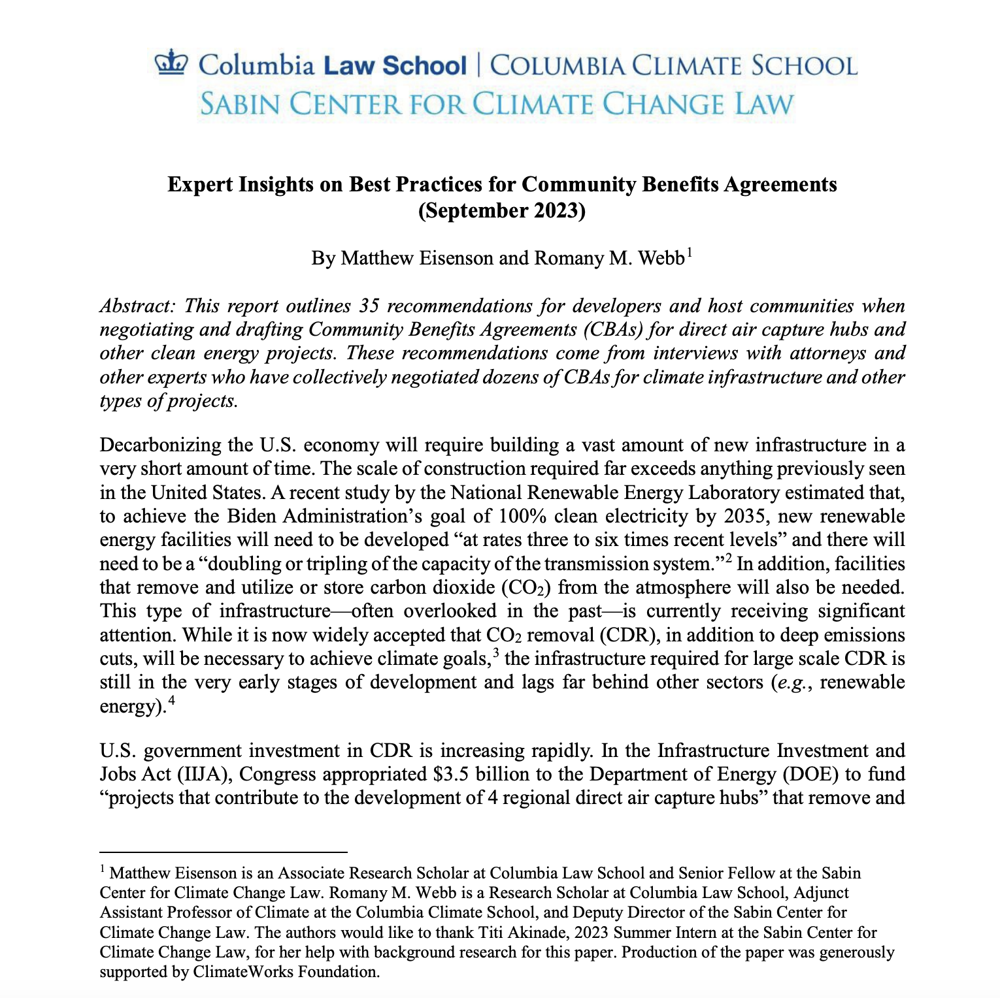 Columbia Law School | COLUMBIA CLIMATE SCHOOL
SABIN CENTER FOR CLIMATE CHANGE LAW
Expert Insights on Best Practices for Community Benefits Agreements
(September 2023)
By Matthew Eisenson and Romany M. Webb¹
Abstract: This report outlines 35 recommendations for developers and host communities when
negotiating and drafting Community Benefits Agreements (CBAs) for direct air capture hubs and
other clean energy projects. These recommendations come from interviews with attorneys and
other experts who have collectively negotiated dozens of CBAs for climate infrastructure and other
types of projects.
Decarbonizing the U.S. economy will require building a vast amount of new infrastructure in a
very short amount of time. The scale of construction required far exceeds anything previously seen
in the United States. A recent study by the National Renewable Energy Laboratory estimated that,
to achieve the Biden Administration’s goal of 100% clean electricity by 2035, new renewable
energy facilities will need to be developed “at rates three to six times recent levels” and there will
need to be a “doubling or tripling of the capacity of the transmission system.”² In addition, facilities
that remove and utilize or store carbon dioxide (CO₂) from the atmosphere will also be needed.
This type of infrastructure—often overlooked in the past—is currently receiving significant
attention. While it is now widely accepted that CO₂ removal (CDR), in addition to deep emissions
cuts, will be necessary to achieve climate goals,³ the infrastructure required for large scale CDR is
still in the very early stages of development and lags far behind other sectors (e.g., renewable
energy).⁴
U.S. government investment in CDR is increasing rapidly. In the Infrastructure Investment and
Jobs Act (IIJA), Congress appropriated $3.5 billion to the Department of Energy (DOE) to fund
“projects that contribute to the development of 4 regional direct air capture hubs” that remove and
¹ Matthew Eisenson is an Associate Research Scholar at Columbia Law School and Senior Fellow at the Sabin
Center for Climate Change Law. Romany M. Webb is a Research Scholar at Columbia Law School, Adjunct
Assistant Professor of Climate at the Columbia Climate School, and Deputy Director of the Sabin Center for
Climate Change Law. The authors would like to thank Titi Akinade, 2023 Summer Intern at the Sabin Center for
Climate Change Law, for her help with background research for this paper. Production of the paper was generously
supported by ClimateWorks Foundation.